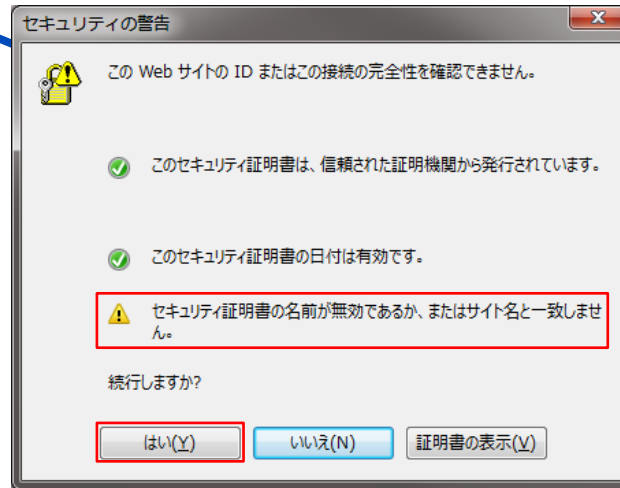 セキュリティの警告
この Web サイトの ID またはこの接続の完全性を確認できません。
このセキュリティ証明書は、信頼された証明機関から発行されています。
このセキュリティ証明書の日付は有効です。
セキュリティ証明書の名前が無効であるか、またはサイト名と一致しませ
ん。
続行しますか?
はい(Y) いいえ(N) 証明書の表示(V)